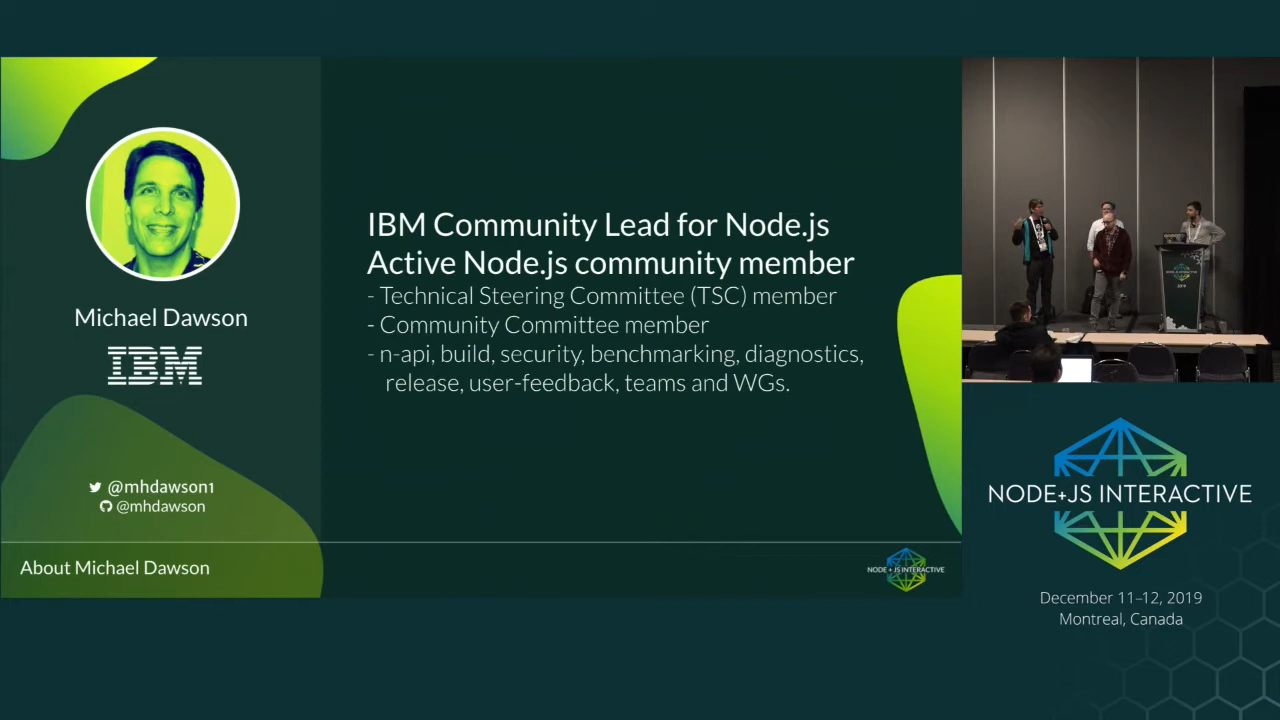 Michael Dawson
IBM
@mhdawson1
@mhdawson
About Michael Dawson
IBM Community Lead for Node.js
Active Node.js community member
- Technical Steering Committee (TSC) member
- Community Committee member
- n-api, build, security, benchmarking, diagnostics,
release, user-feedback, teams and WGs.
NODE + JS INTERACTIVE
NODE+JS INTERACTIVE
December 11–12, 2019
Montreal, Canada